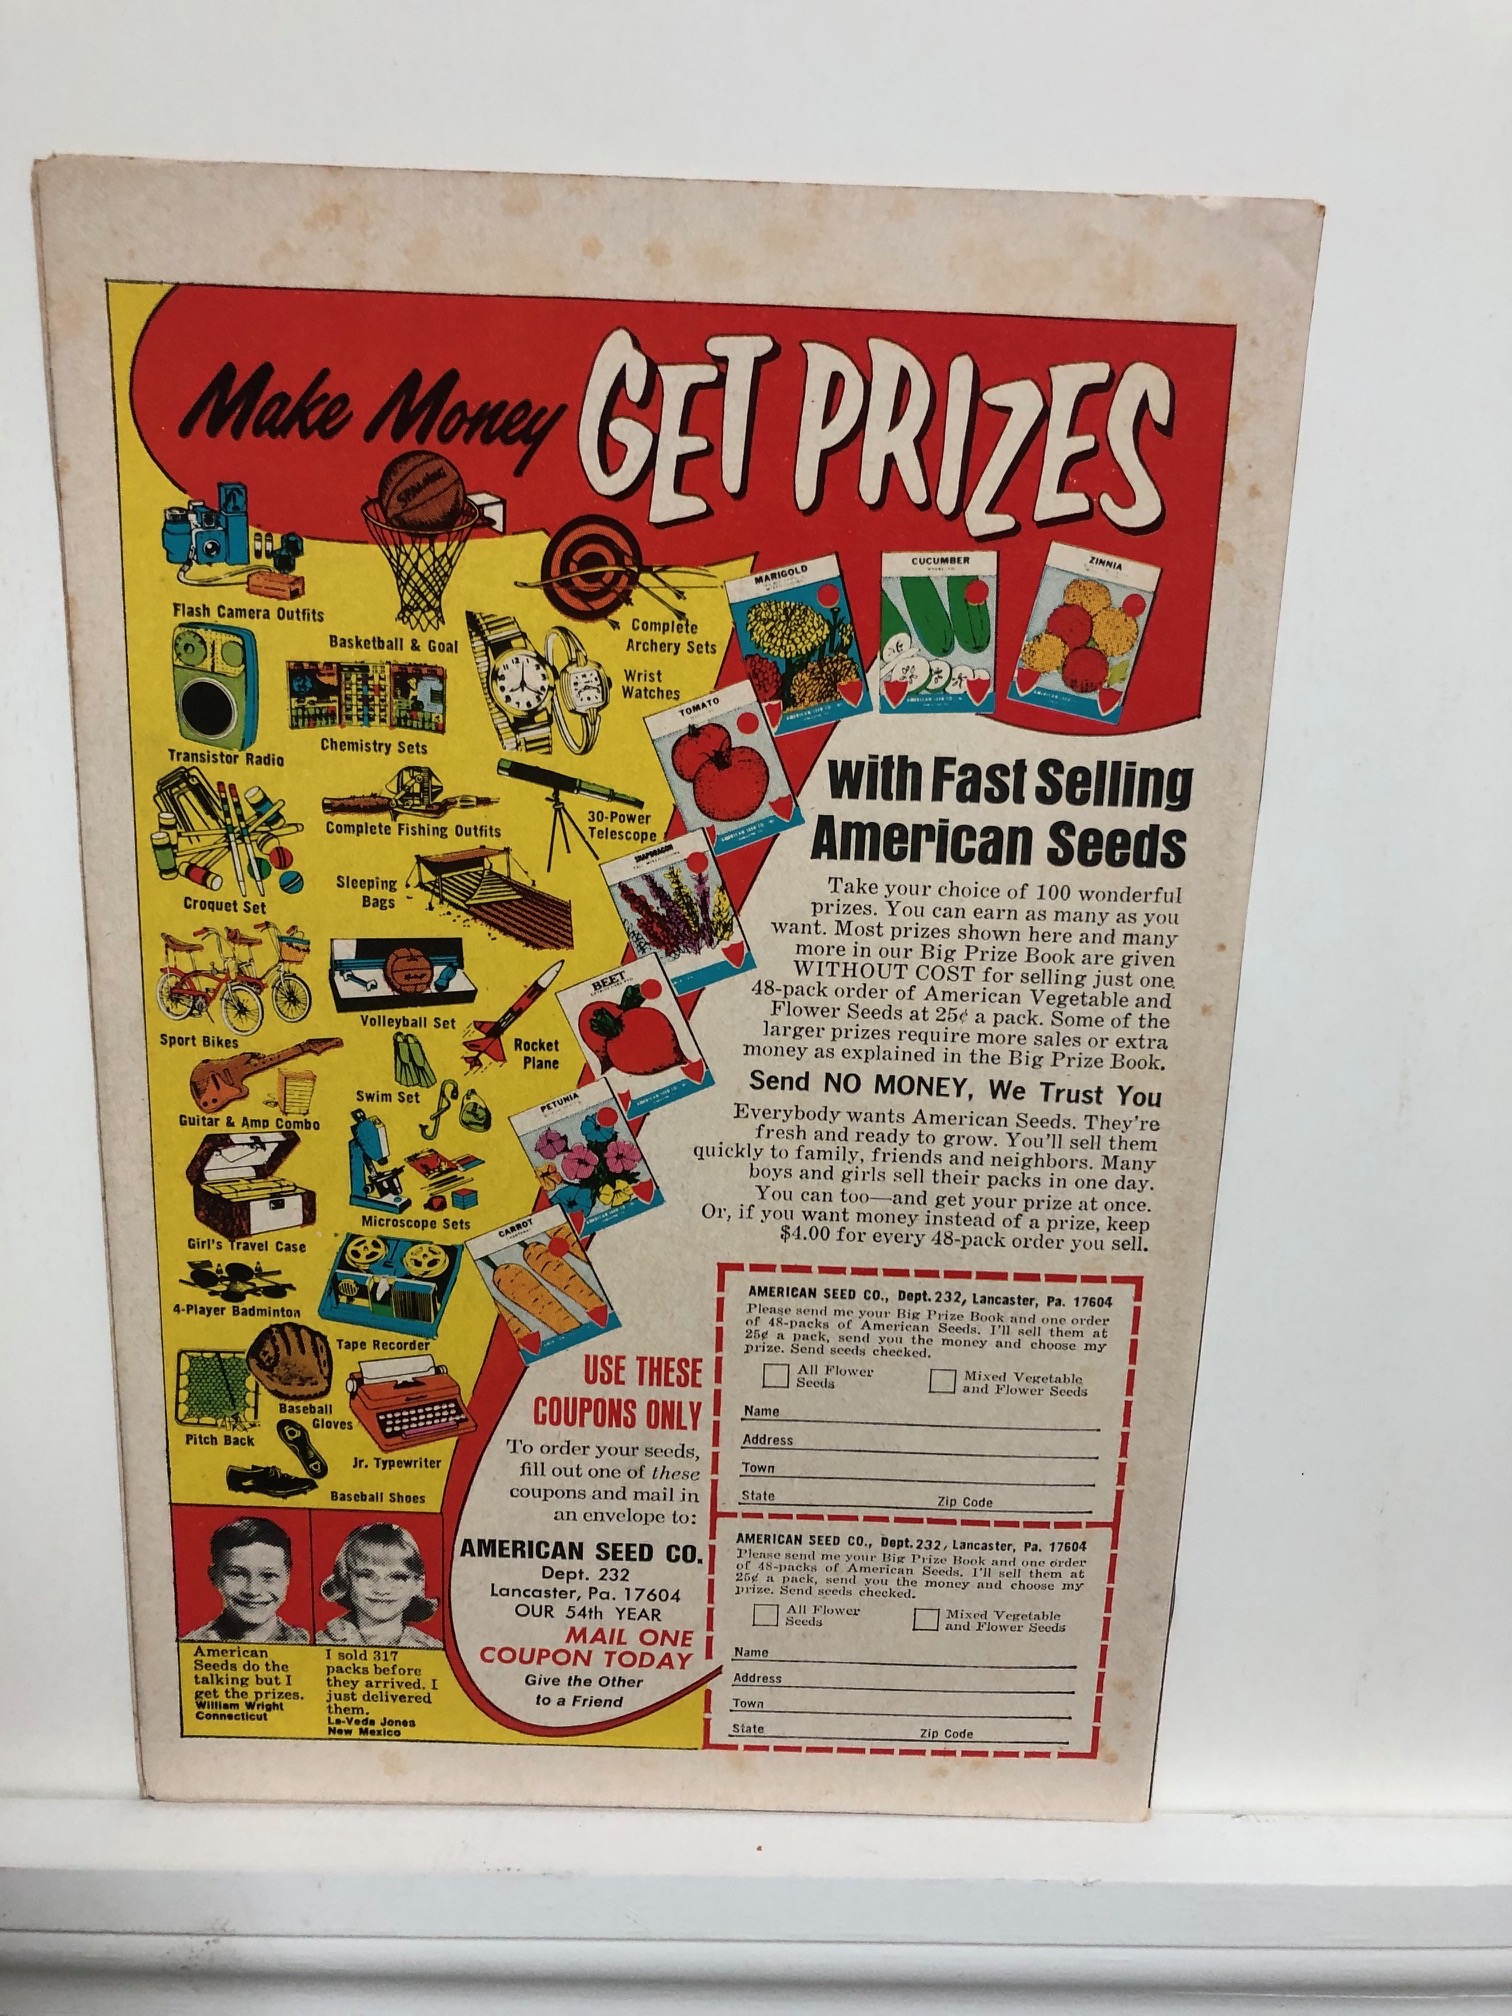 Make Money GET PRIZES
SPALDING
Flash Camera Outfits
Basketball & Goal
Complete
Archery Sets
Wrist
Watches
Transistor Radio
Chemistry Sets
Complete Fishing Outfits
30-Power
Telescope
Croquet Set
Sleeping
Bags
Volleyball Set
Sport Bikes
Rocket
Plane
Swim Set
Guitar & Amp Combo
Microscope Sets
Girl's Travel Case
4-Player Badminton
Tape Recorder
Baseball
Gloves
Pitch Back
Jr. Typewriter
Baseball Shoes
MARIGOLD
CUCUMBER
ZINNIA
TOMATO
SNAPDRAGON
BEET
PETUNIA
CARROT
with Fast Selling
American Seeds
Take your choice of 100 wonderful
prizes. You can earn as many as you
want. Most prizes shown here and many
more in our Big Prize Book are given
WITHOUT COST for selling just one
48-pack order of American Vegetable and
Flower Seeds at 25¢ a pack. Some of the
larger prizes require more sales or extra
money as explained in the Big Prize Book.
Send NO MONEY, We Trust You
Everybody wants American Seeds. They're
fresh and ready to grow. You'll sell them
quickly to family, friends and neighbors. Many
boys and girls sell their packs in one day.
You can too—and get your prize at once.
Or, if you want money instead of a prize, keep
$4.00 for every 48-pack order you sell.
USE THESE
COUPONS ONLY
To order your seeds,
fill out one of these
coupons and mail in
an envelope to:
AMERICAN SEED CO.
Dept. 232
Lancaster, Pa. 17604
OUR 54th YEAR
MAIL ONE
COUPON TODAY
Give the Other
to a Friend
AMERICAN SEED CO., Dept. 232, Lancaster, Pa. 17604
Please send me your Big Prize Book and one order
of 48-packs of American Seeds. I'll sell them at
25¢ a pack, send you the money and choose my
prize. Send seeds checked.
All Flower
Seeds
Mixed Vegetable
and Flower Seeds
Name
Address
Town
State Zip Code
AMERICAN SEED CO., Dept. 232, Lancaster, Pa. 17604
Please send me your Big Prize Book and one order
of 48-packs of American Seeds. I'll sell them at
25¢ a pack, send you the money and choose my
prize. Send seeds checked.
All Flower
Seeds
Mixed Vegetable
and Flower Seeds
Name
Address
Town
State Zip Code
American
Seeds do the
talking but I
get the prizes.
William Wright
Connecticut
I sold 317
packs before
they arrived. I
just delivered
them.
La-Veda Jones
New Mexico